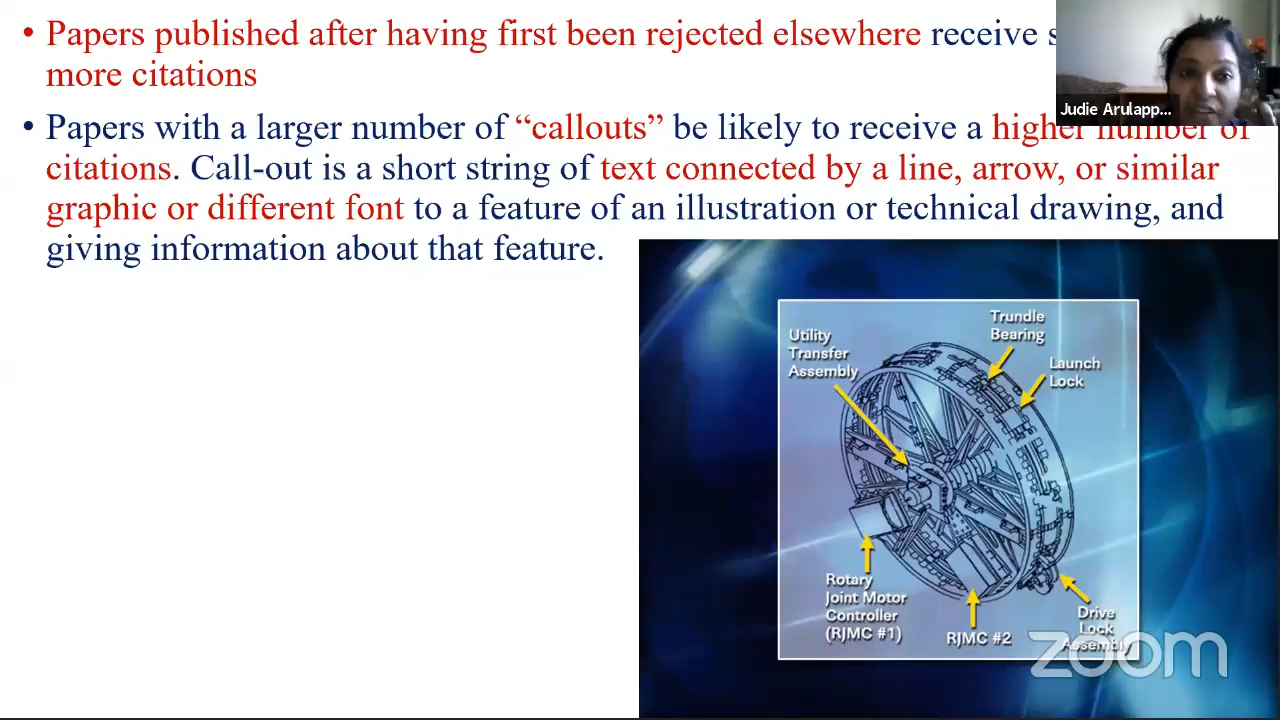 • Papers published after having first been rejected elsewhere receive
more citations
• Papers with a larger number of “callouts” be likely to receive a higher number of
citations. Call-out is a short string of text connected by a line, arrow, or similar
graphic or different font to a feature of an illustration or technical drawing, and
giving information about that feature.
Judie Arulapp...
Trundle
Bearing
Utility
Transfer
Assembly
Launch
Lock
Rotary
Joint Motor
Controller
(RJMC #1)
RJMC #2
Drive
Lock
Assembly
zoom